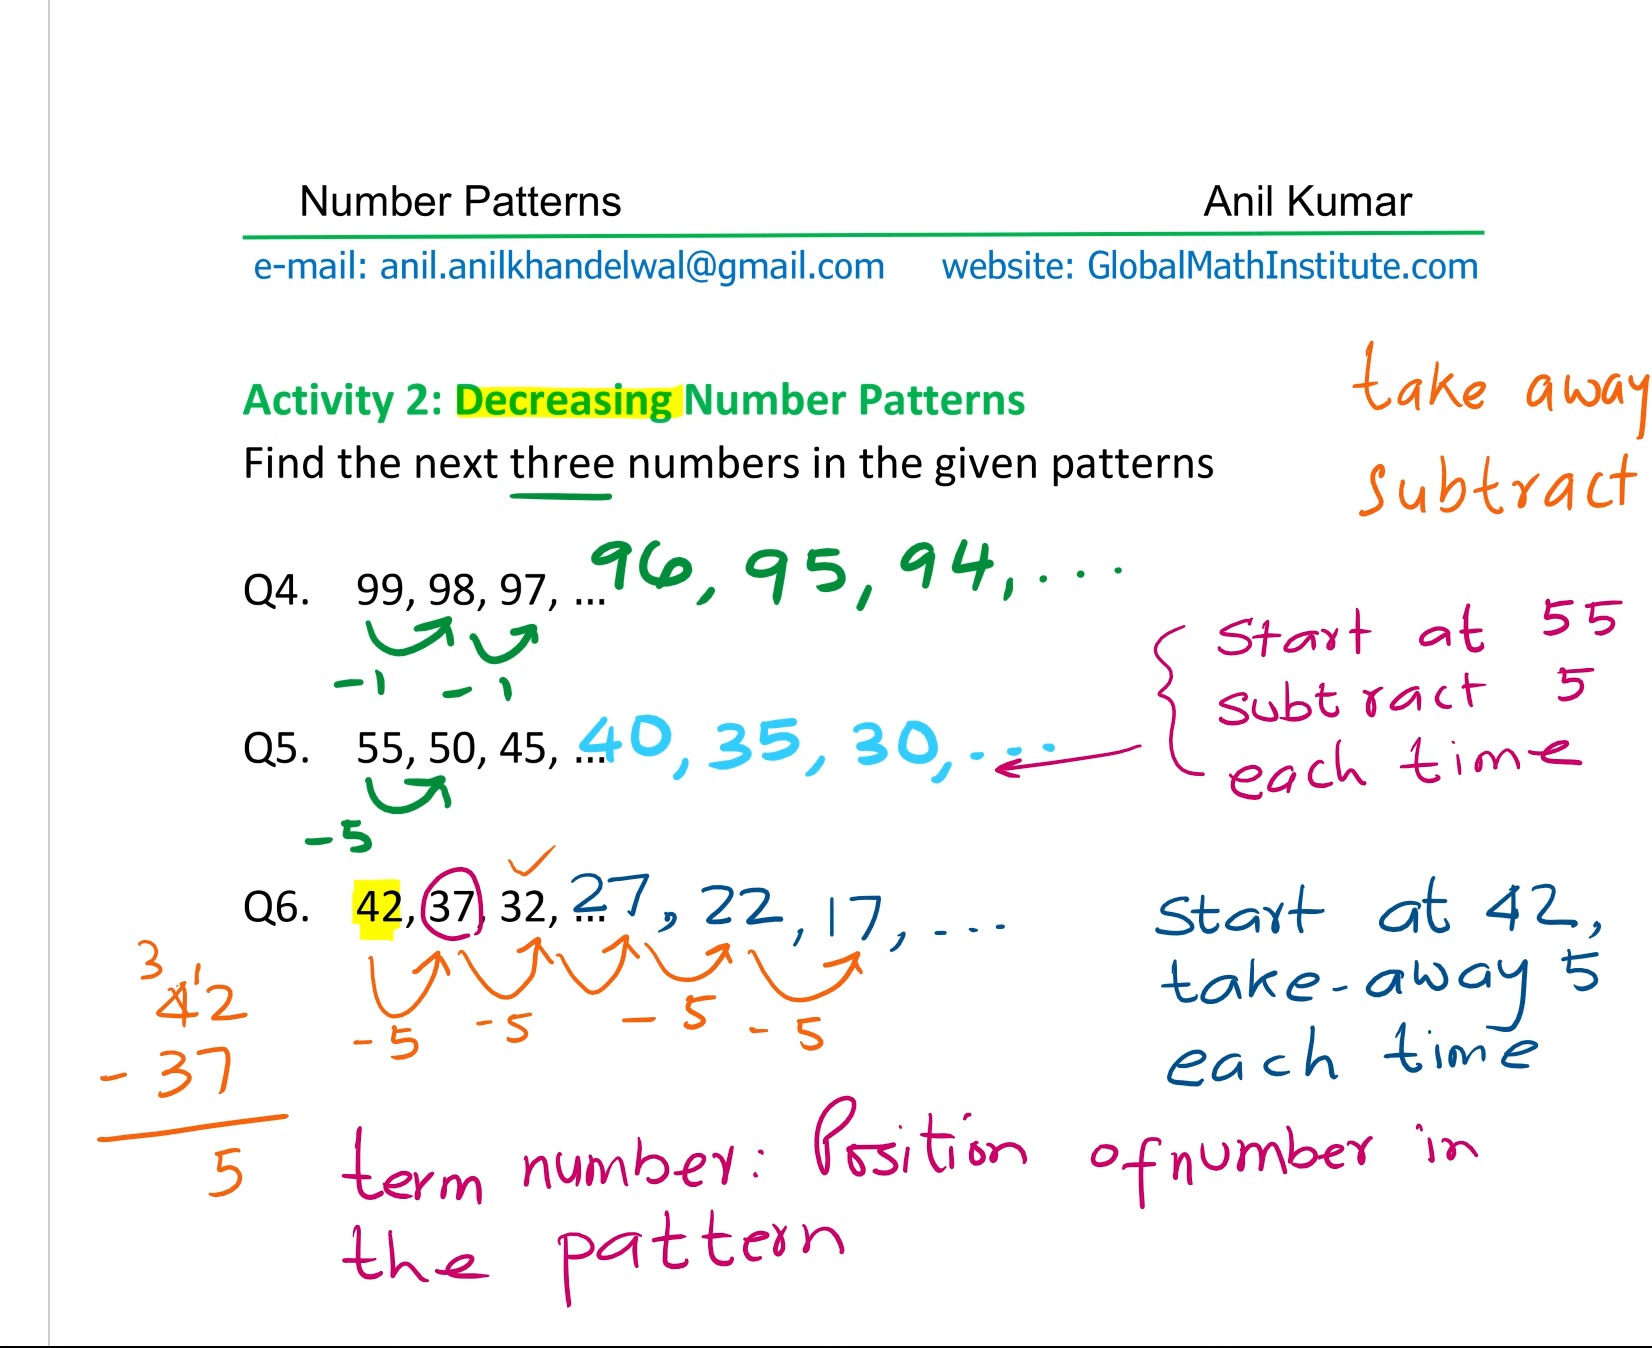 Number Patterns Anil Kumar
e-mail: anil.anilkhandelwal@gmail.com website: GlobalMathInstitute.com
take away
Activity 2: Decreasing Number Patterns
Find the next three numbers in the given patterns
subtract
Q4. 99, 98, 97, ... 96, 95, 94, ...
-1 -1
Start at 55
subtract 5
each time
Q5. 55, 50, 45, ... 40, 35, 30, ...
-5
Q6. 42, 37, 32, ... 27, 22, 17, ...
-5 -5 -5 -5
Start at 42,
take-away 5
each time
3 1
42
- 37
5
term number: Position of number in
the pattern